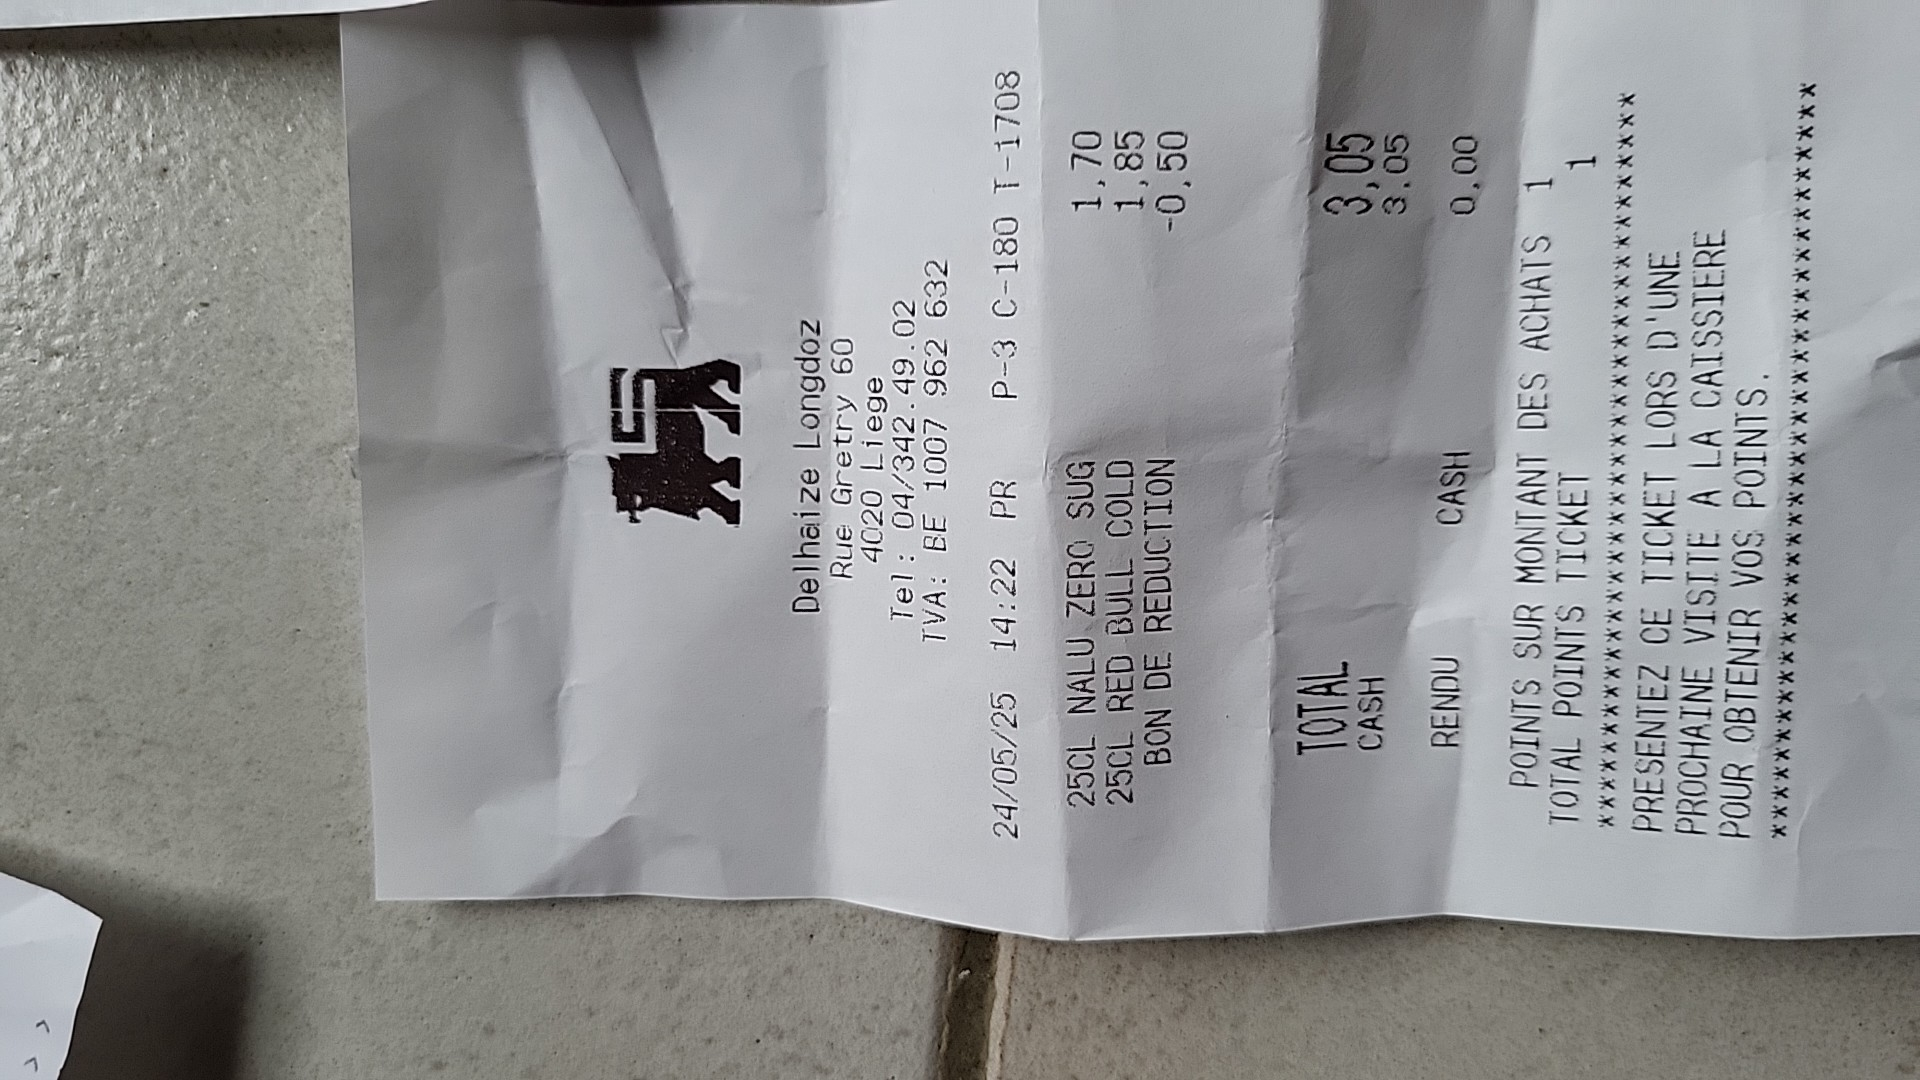 Delhaize Longdoz
Rue Gretry 60
4020 Liege
Tel: 04/342.49.02
TVA: BE 1007 962 632
24/05/25 14:22 PR P-3 C-180 T-1708
25CL NALU ZERO SUG 1,70
25CL RED BULL COLD 1,85
BON DE REDUCTION -0,50
TOTAL 3,05
CASH 3.05
RENDU CASH 0,00
POINTS SUR MONTANT DES ACHATS 1
TOTAL POINTS TICKET 1
****************************************
PRESENTEZ CE TICKET LORS D'UNE
PROCHAINE VISITE A LA CAISSIERE
POUR OBTENIR VOS POINTS.
****************************************